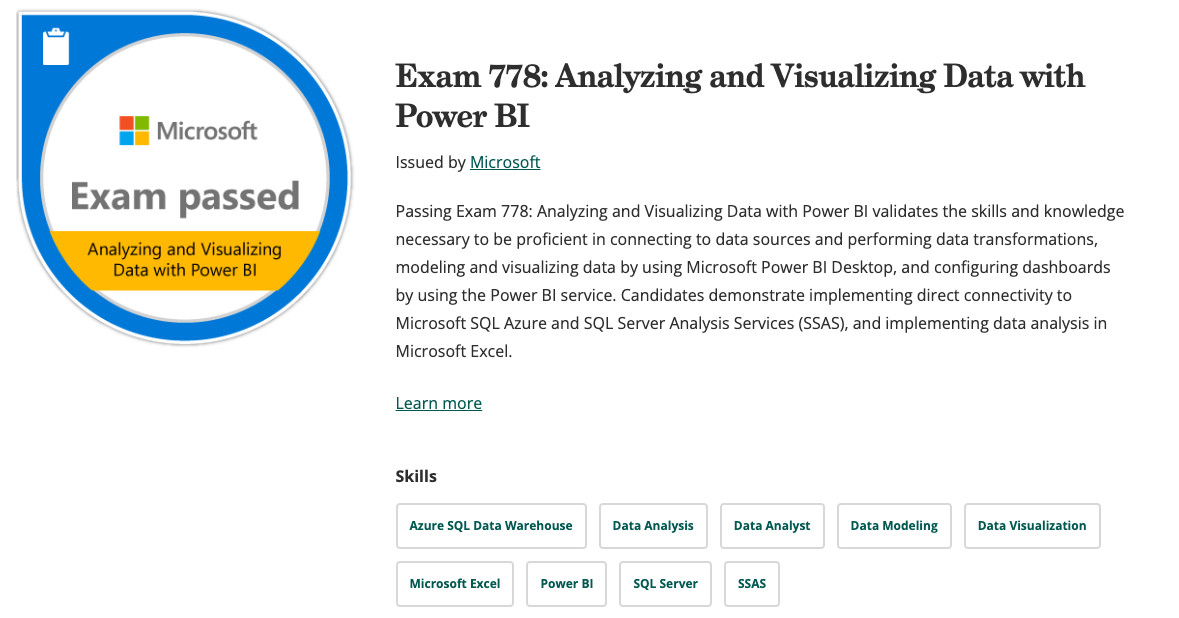 Microsoft
Exam passed
Analyzing and Visualizing
Data with Power BI
Exam 778: Analyzing and Visualizing Data with
Power BI
Issued by Microsoft
Passing Exam 778: Analyzing and Visualizing Data with Power BI validates the skills and knowledge
necessary to be proficient in connecting to data sources and performing data transformations,
modeling and visualizing data by using Microsoft Power BI Desktop, and configuring dashboards
by using the Power BI service. Candidates demonstrate implementing direct connectivity to
Microsoft SQL Azure and SQL Server Analysis Services (SSAS), and implementing data analysis in
Microsoft Excel.
Learn more
Skills
Azure SQL Data Warehouse Data Analysis Data Analyst Data Modeling Data Visualization
Microsoft Excel Power BI SQL Server SSAS